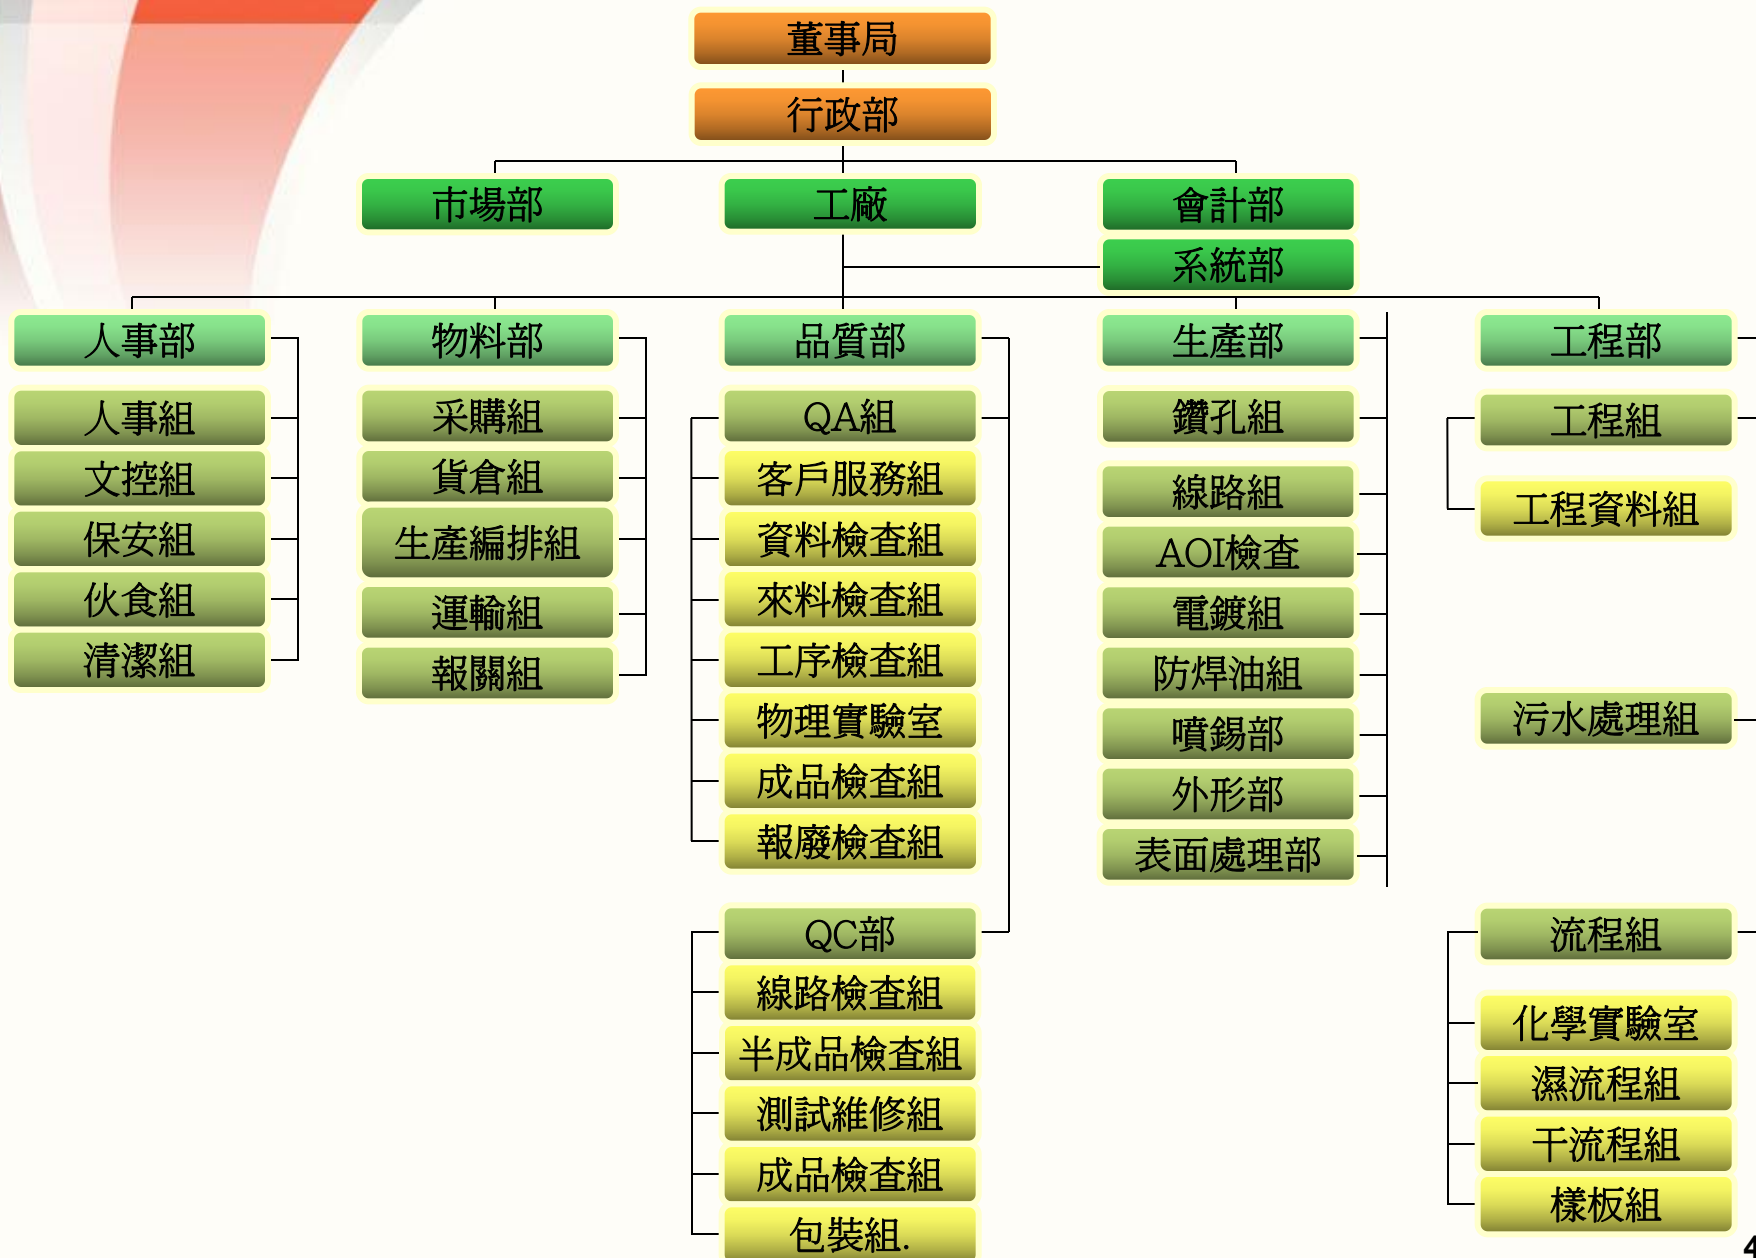 董事局
行政部
市場部
工廠
會計部
系統部
人事部
人事組
文控組
保安組
伙食組
清潔組
物料部
采購組
貨倉組
生產編排組
運輸組
報關組
品質部
QA組
客戶服務組
資料檢查組
來料檢查組
工序檢查組
物理實驗室
成品檢查組
報廢檢查組
QC部
線路檢查組
半成品檢查組
測試維修組
成品檢查組
包裝組.
生產部
鑽孔組
線路組
AOI檢查
電鍍組
防焊油組
噴錫部
外形部
表面處理部
工程部
工程組
工程資料組
污水處理組
流程組
化學實驗室
濕流程組
干流程組
樣板組
4